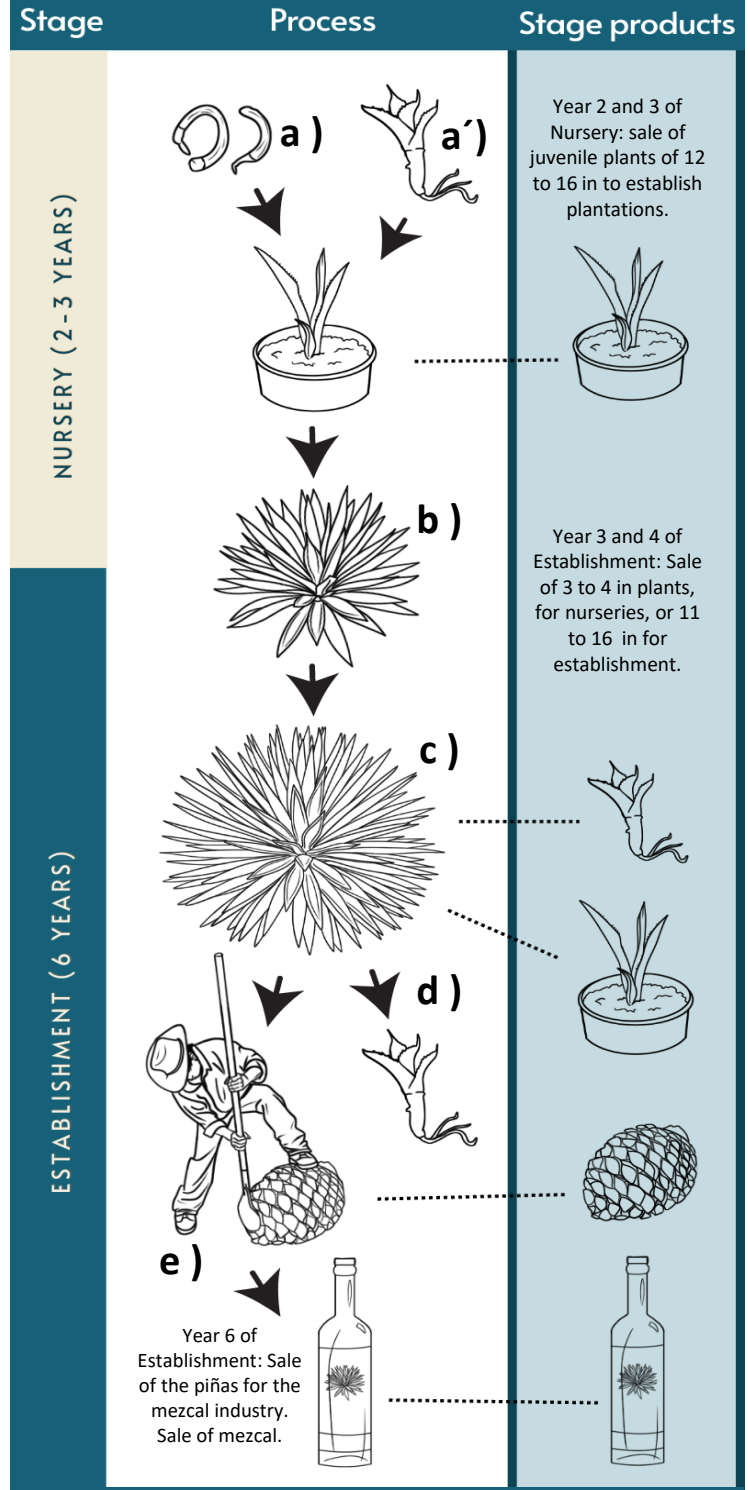 Stage
Process
Stage products
NURSERY (2-3 YEARS)
a )
a´)
Year 2 and 3 of
Nursery: sale of
juvenile plants of 12
to 16 in to establish
plantations.
b )
Year 3 and 4 of
Establishment: Sale
of 3 to 4 in plants,
for nurseries, or 11
to 16 in for
establishment.
ESTABLISHMENT (6 YEARS)
c )
d )
e )
Year 6 of
Establishment: Sale
of the piñas for the
mezcal industry.
Sale of mezcal.